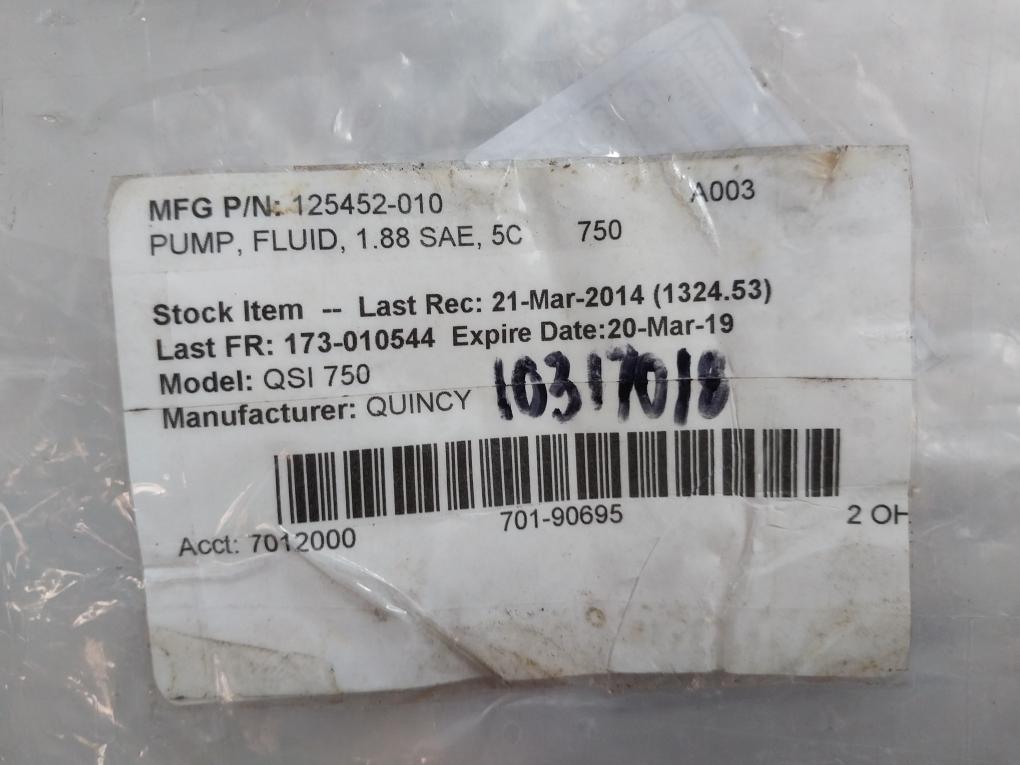 MFG P/N: 125452-010 A003
PUMP, FLUID, 1.88 SAE, 5C 750
Stock Item -- Last Rec: 21-Mar-2014 (1324.53)
Last FR: 173-010544 Expire Date:20-Mar-19
Model: QSI 750
Manufacturer: QUINCY 10317018
701-90695
Acct: 7012000 2 OH